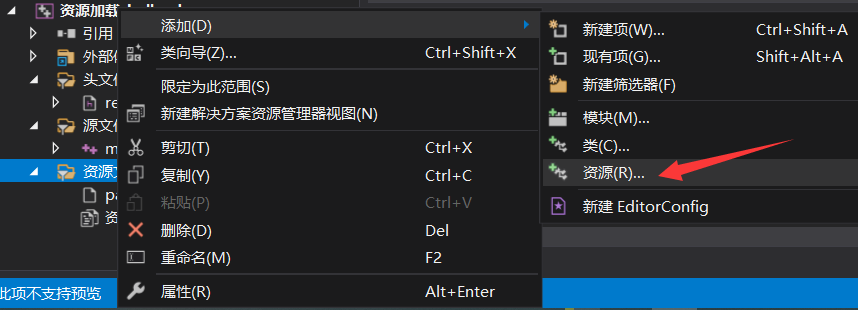 资源加载
引用
外部
头文
re
源文
m
资源
pa
资
此项不支持预览
添加(D)
类向导(Z)... Ctrl+Shift+X
限定为此范围(S)
新建解决方案资源管理器视图(N)
剪切(T) Ctrl+X
复制(Y) Ctrl+C
粘贴(P) Ctrl+V
删除(D) Del
重命名(M) F2
属性(R) Alt+Enter
新建项(W)... Ctrl+Shift+A
现有项(G)... Shift+Alt+A
新建筛选器(F)
模块(M)...
类(C)...
资源(R)...
新建 EditorConfig